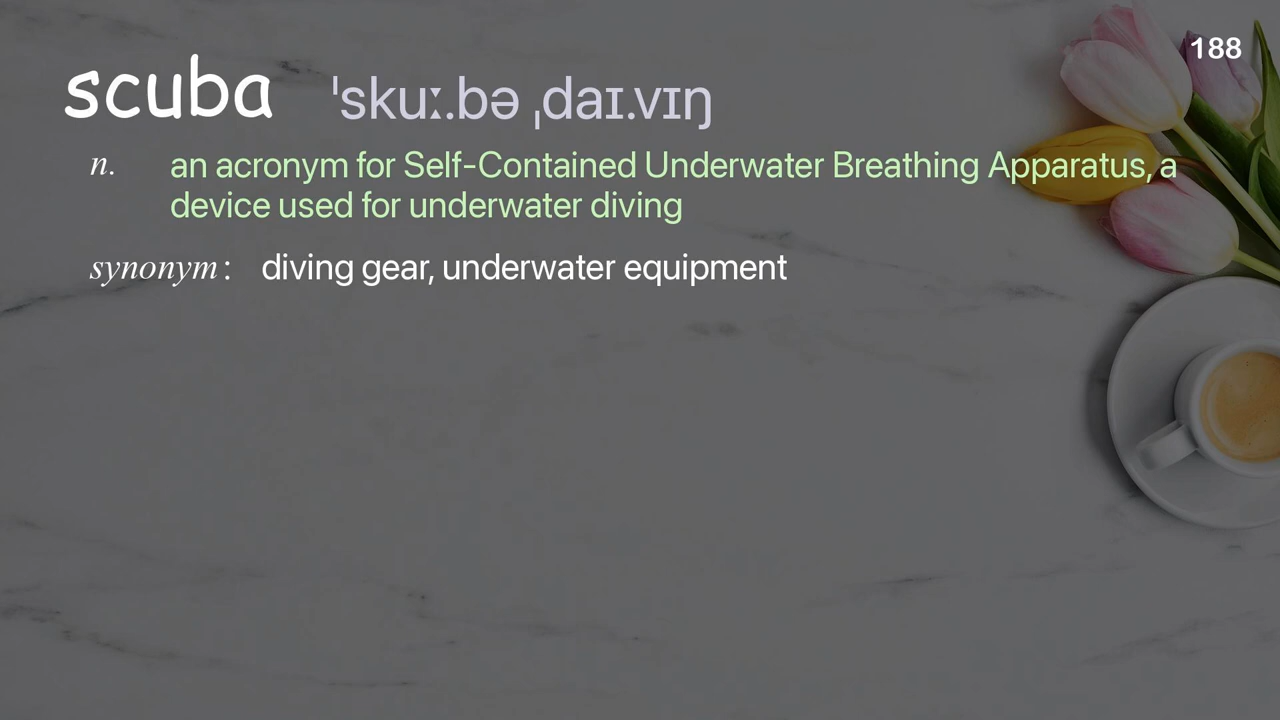 188
scuba ˈskuː.bə ˌdaɪ.vɪŋ
n. an acronym for Self-Contained Underwater Breathing Apparatus, a
device used for underwater diving
synonym : diving gear, underwater equipment